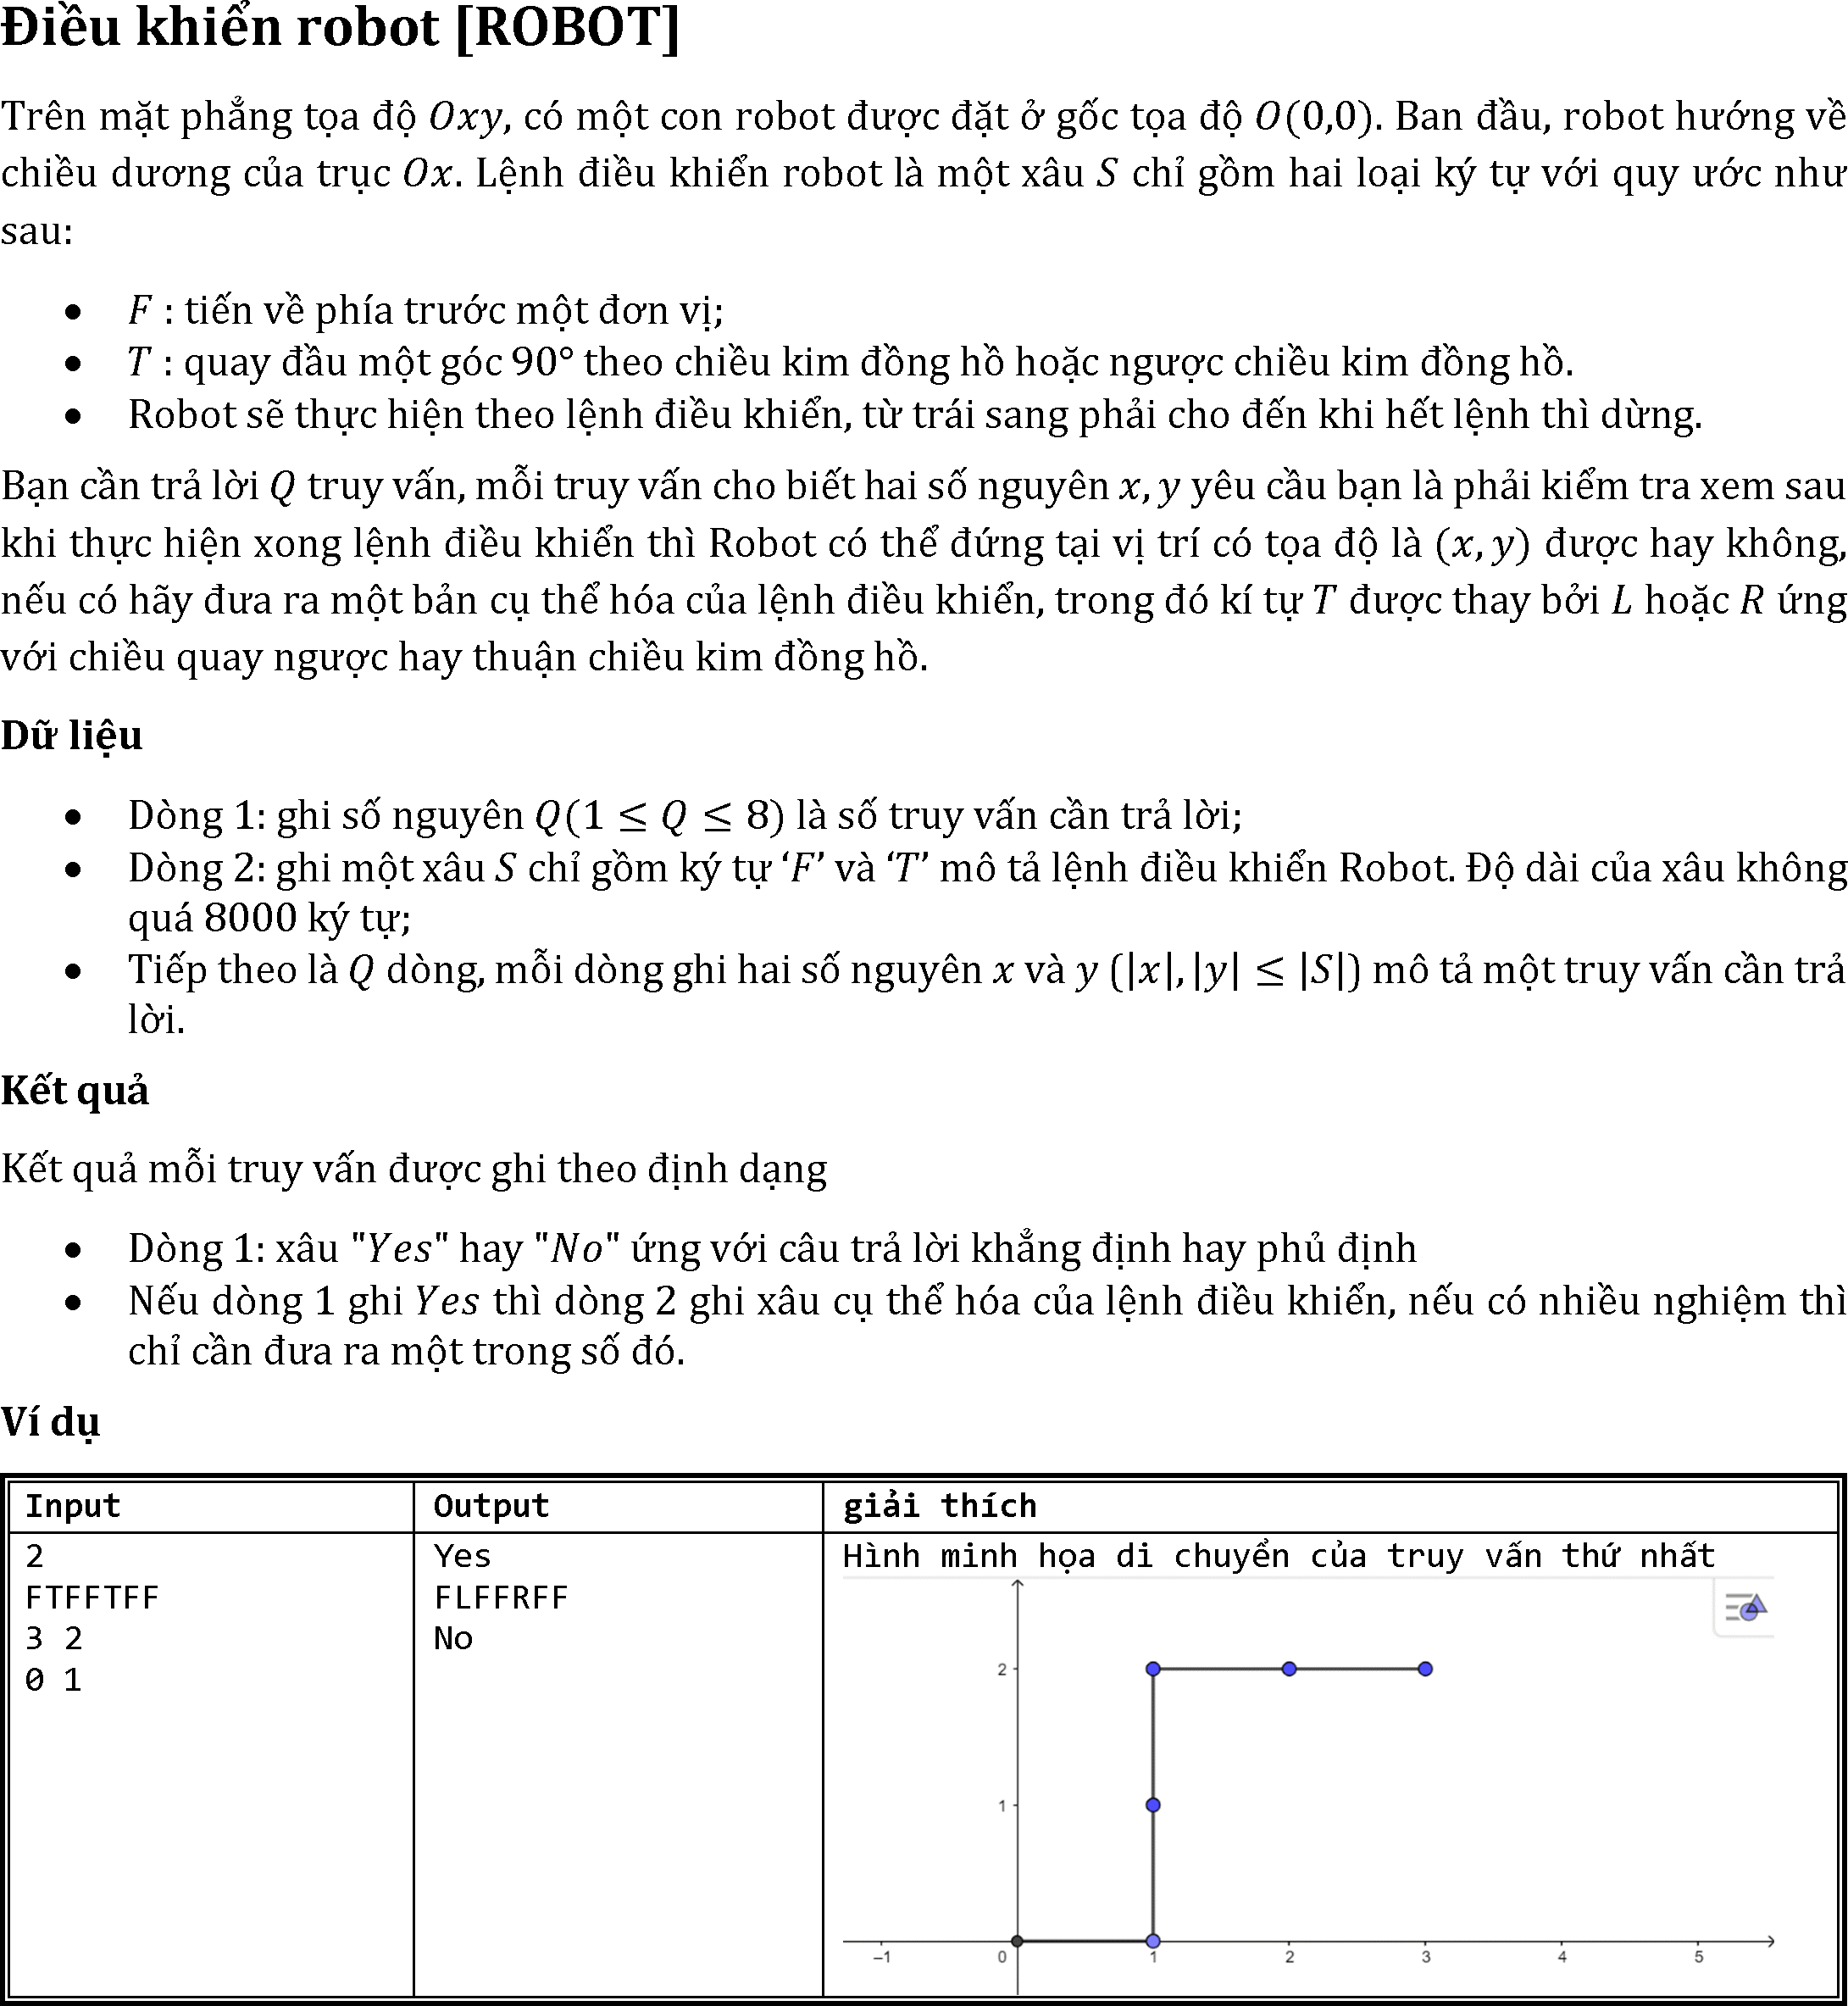 Điều khiển robot [ROBOT]
Trên mặt phẳng tọa độ Oxy, có một con robot được đặt ở gốc tọa độ O(0,0). Ban đầu, robot hướng về
chiều dương của trục Ox. Lệnh điều khiển robot là một xâu S chỉ gồm hai loại ký tự với quy ước như
sau:
• F : tiến về phía trước một đơn vị;
• T : quay đầu một góc 90° theo chiều kim đồng hồ hoặc ngược chiều kim đồng hồ.
• Robot sẽ thực hiện theo lệnh điều khiển, từ trái sang phải cho đến khi hết lệnh thì dừng.
Bạn cần trả lời Q truy vấn, mỗi truy vấn cho biết hai số nguyên x, y yêu cầu bạn là phải kiểm tra xem sau
khi thực hiện xong lệnh điều khiển thì Robot có thể đứng tại vị trí có tọa độ là (x, y) được hay không,
nếu có hãy đưa ra một bản cụ thể hóa của lệnh điều khiển, trong đó kí tự T được thay bởi L hoặc R ứng
với chiều quay ngược hay thuận chiều kim đồng hồ.
Dữ liệu
• Dòng 1: ghi số nguyên Q(1 ≤ Q ≤ 8) là số truy vấn cần trả lời;
• Dòng 2: ghi một xâu S chỉ gồm ký tự ‘F’ và ‘T’ mô tả lệnh điều khiển Robot. Độ dài của xâu không
quá 8000 ký tự;
• Tiếp theo là Q dòng, mỗi dòng ghi hai số nguyên x và y (|x|, |y| ≤ |S|) mô tả một truy vấn cần trả
lời.
Kết quả
Kết quả mỗi truy vấn được ghi theo định dạng
• Dòng 1: xâu "Yes" hay "No" ứng với câu trả lời khẳng định hay phủ định
• Nếu dòng 1 ghi Yes thì dòng 2 ghi xâu cụ thể hóa của lệnh điều khiển, nếu có nhiều nghiệm thì
chỉ cần đưa ra một trong số đó.
Ví dụ
Input
Output
giải thích
2
FTFFTFF
3 2
0 1
Yes
FLFFRFF
No
Hình minh họa di chuyển của truy vấn thứ nhất
2
1
–1 0 1 2 3 4 5